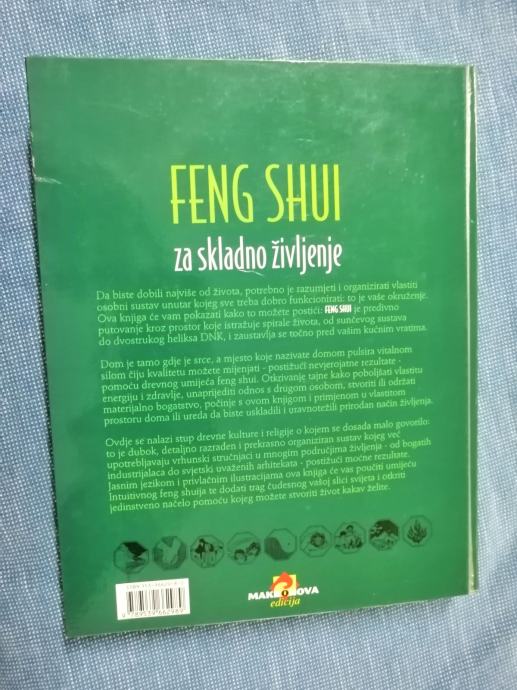 FENG SHUI
za skladno življenje
Da biste dobili najviše od života, potrebno je razumjeti i organizirati vlastiti
osobni sustav unutar kojeg sve treba dobro funkcionirati: to je vaše okruženje.
Ova knjiga će vam pokazati kako to možete postići: FENG SHUI je predivno
putovanje kroz prostor koje istražuje spirale života, od sunčevog sustava
do dvostrukog heliksa DNK, i zaustavlja se točno pred vašim kućnim vratima.
Dom je tamo gdje je srce, a mjesto koje nazivate domom pulsira vitalnom
silom čiju kvalitetu možete mijenjati - postižući nevjerojatne rezultate -
pomoću drevnog umijeća feng shui. Otkrivanje tajne kako poboljšati vlastitu
energiju i zdravlje, unaprijediti odnos s drugom osobom, stvoriti ili održati
materijalno bogatstvo, počinje s ovom knjigom i primjenom u vlastitom
prostoru doma ili ureda da biste uskladili i uravnotežili prirodan način življenja.
Ovdje se nalazi stup drevne kulture i religije o kojem se dosada malo govorilo:
to je dubok, detaljno razrađen i prekrasno organiziran sustav kojeg već
upotrebljavaju vrhunski stručnjaci u mnogim područjima života - od bogatih
industrijalaca do svjetski uvaženih arhitekata - postižući moćne rezultate.
Jasnim jezikom i privlačnim ilustracijama ova knjiga će vas poučiti umijeću
Intuitivnog feng shuija te dodati trag čudesnog vašoj slici svijeta i otkriti
jedinstveno načelo pomoću kojeg možete stvoriti život kakav želite.
9 789539 662989
MAKRONOVA
edicija